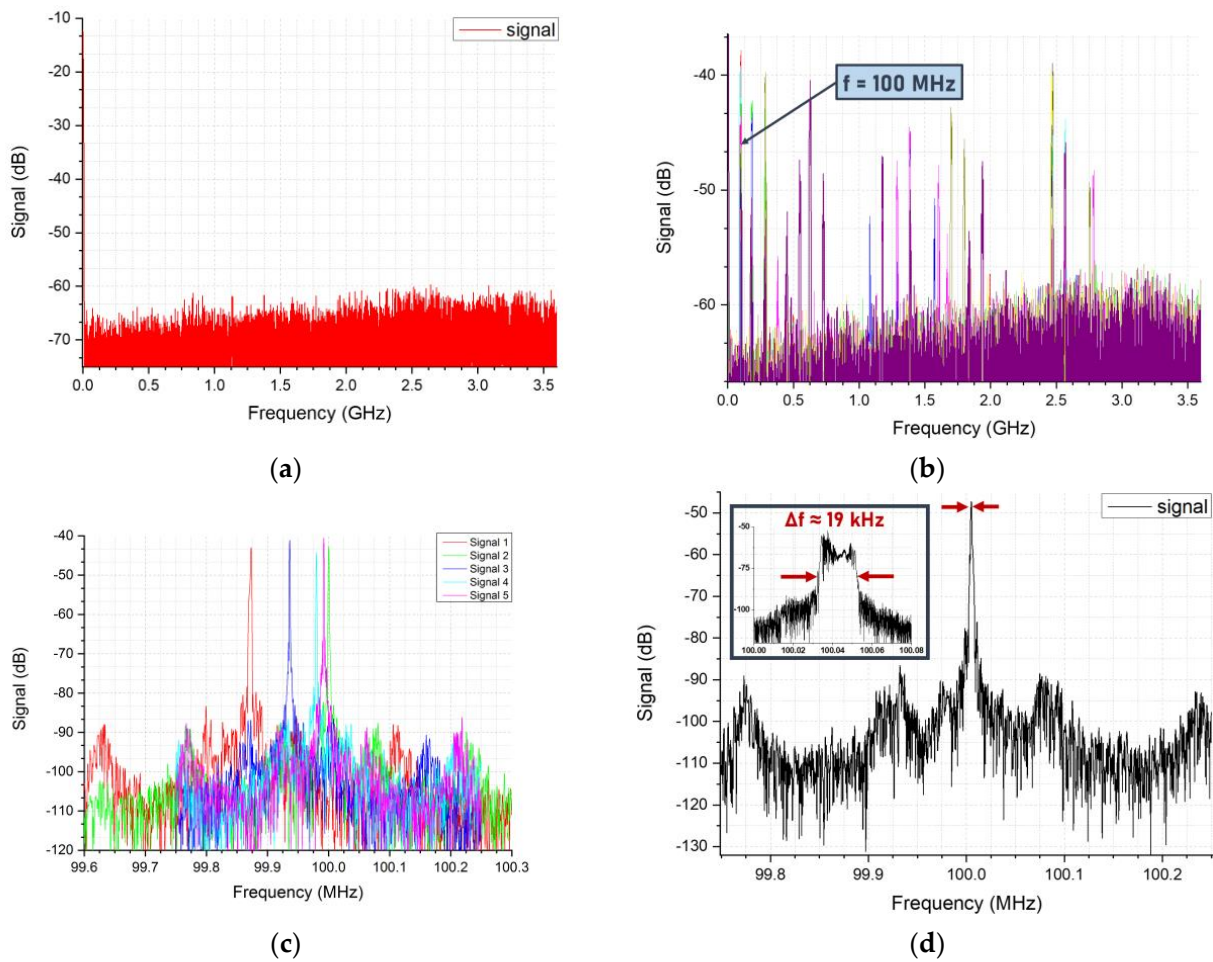 -10
-20
-30
-40
-50
-60
-70
Signal (dB)
signal
0.0 0.5 1.0 1.5 2.0 2.5 3.0 3.5
Frequency (GHz)
(a)
-40
-50
-60
Signal (dB)
f = 100 MHz
0.0 0.5 1.0 1.5 2.0 2.5 3.0 3.5
Frequency (GHz)
(b)
-40
-50
-60
-70
-80
-90
-100
-110
-120
Signal (dB)
Signal 1
Signal 2
Signal 3
Signal 4
Signal 5
99.6 99.7 99.8 99.9 100.0 100.1 100.2 100.3
Frequency (MHz)
(c)
-50
-60
-70
-80
-90
-100
-110
-120
-130
Signal (dB)
signal
Δf ≈ 19 kHz
-50
-75
-100
100.00 100.02 100.04 100.06 100.08
99.8 99.9 100.0 100.1 100.2
Frequency (MHz)
(d)